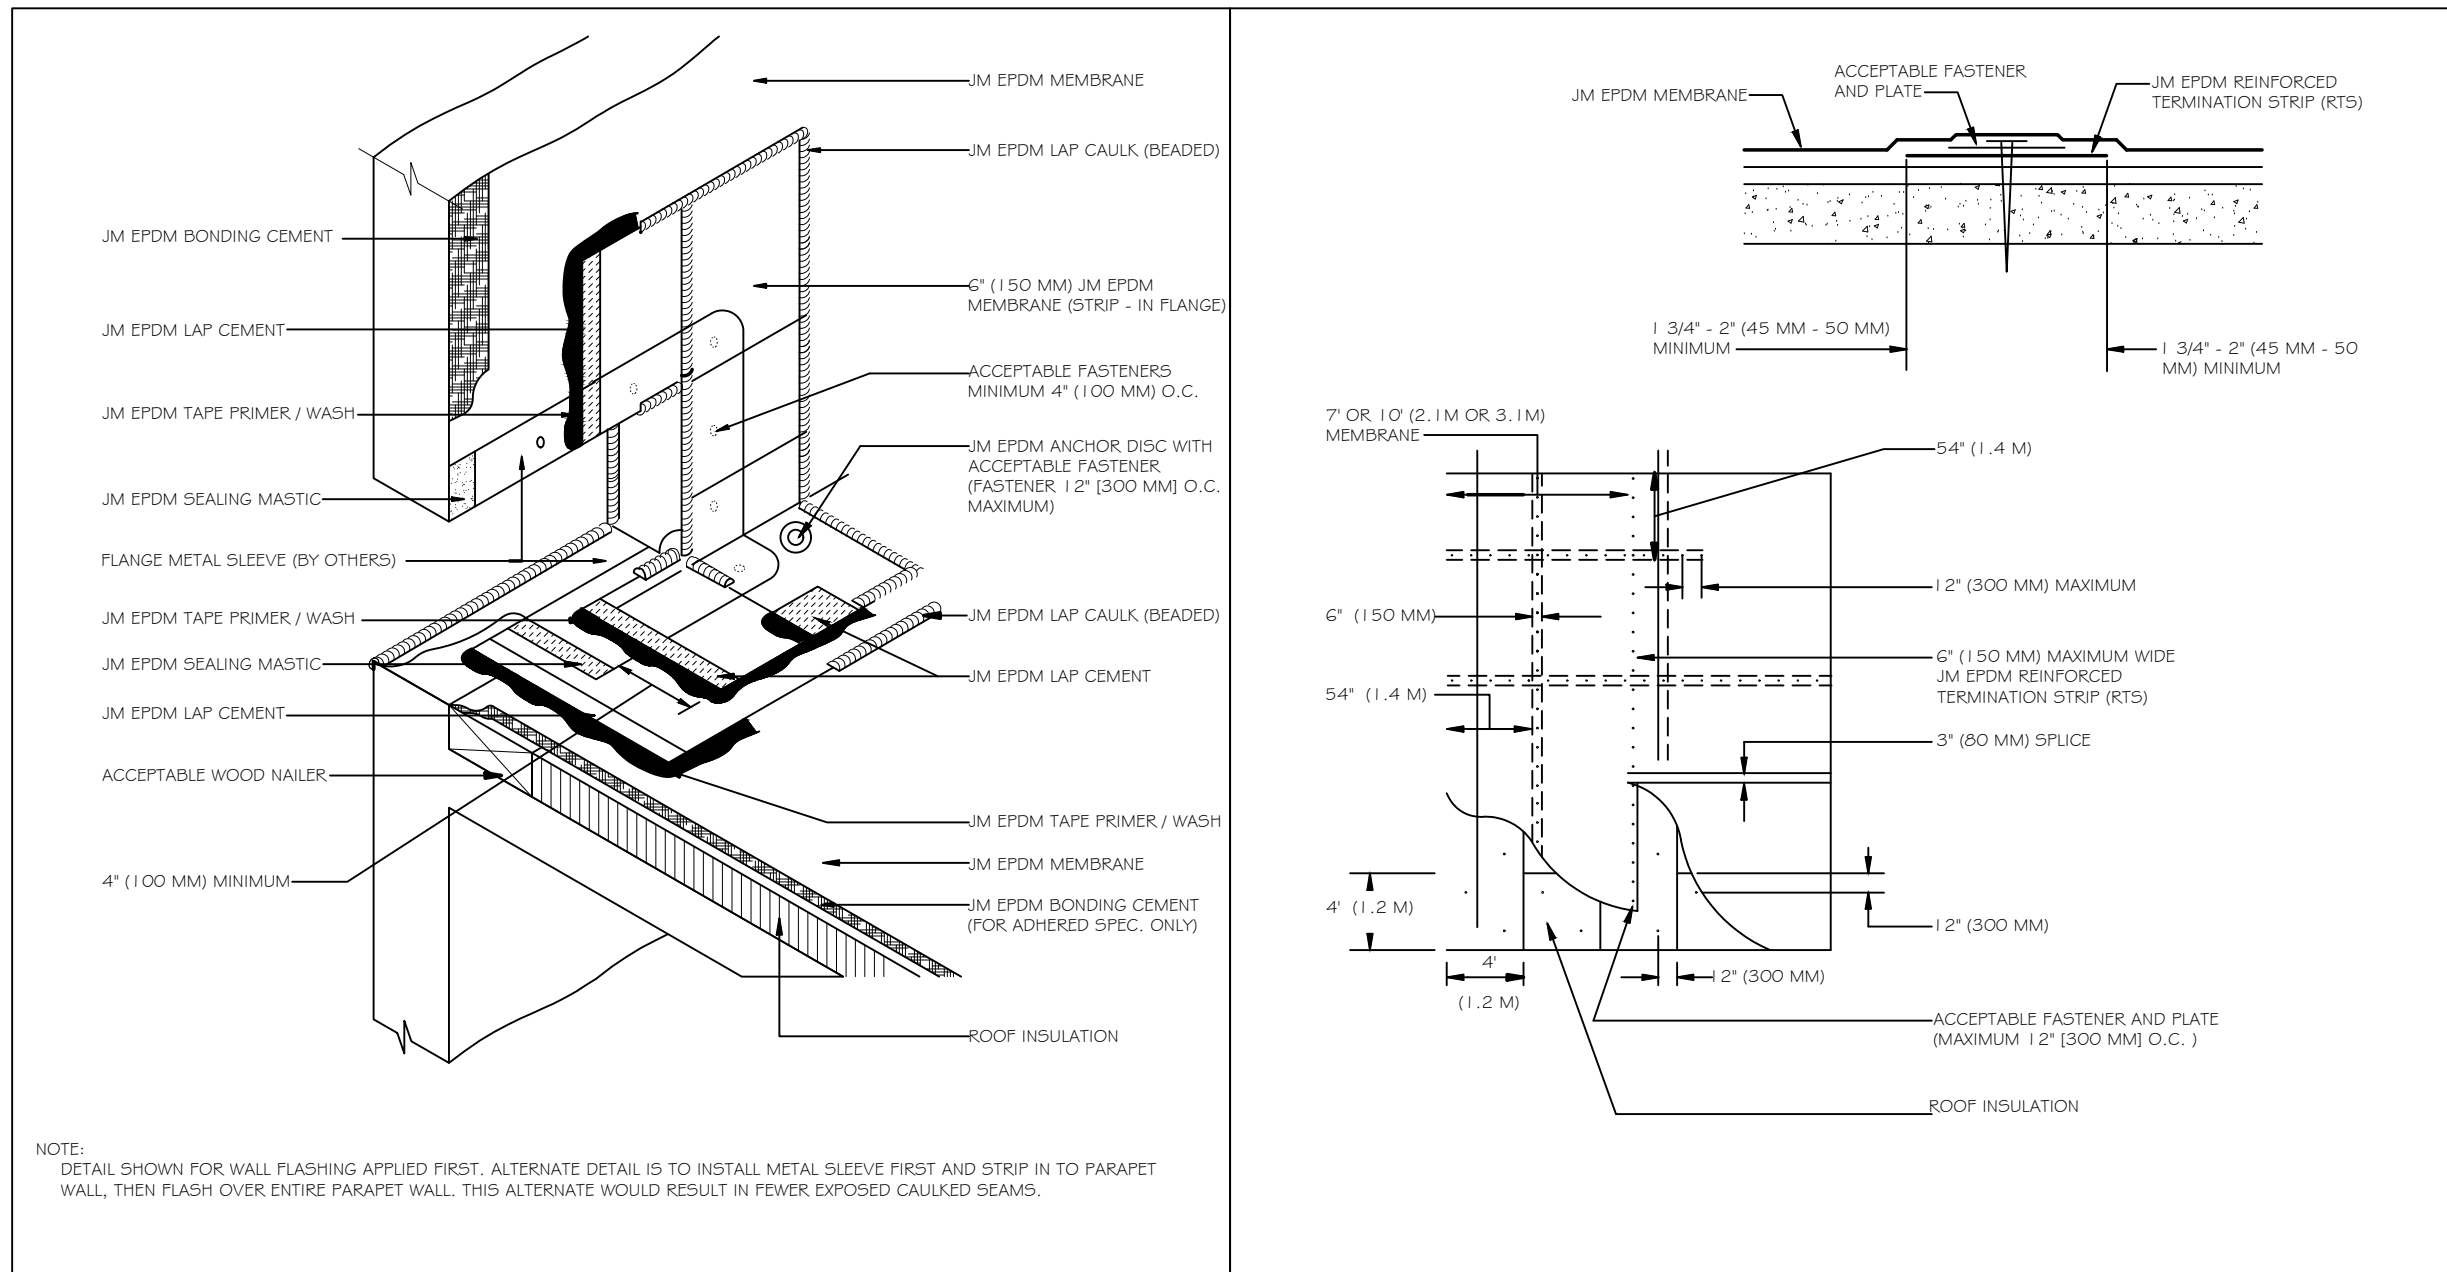 JM EPDM MEMBRANE
JM EPDM LAP CAULK (BEADED)
JM EPDM BONDING CEMENT
6" (150 MM) JM EPDM
MEMBRANE (STRIP - IN FLANGE)
JM EPDM LAP CEMENT
ACCEPTABLE FASTENERS
MINIMUM 4" (100 MM) O.C.
JM EPDM TAPE PRIMER / WASH
JM EPDM ANCHOR DISC WITH
ACCEPTABLE FASTENER
(FASTENER 12" [300 MM] O.C.
MAXIMUM)
JM EPDM SEALING MASTIC
FLANGE METAL SLEEVE (BY OTHERS)
JM EPDM TAPE PRIMER / WASH
JM EPDM LAP CAULK (BEADED)
JM EPDM SEALING MASTIC
JM EPDM LAP CEMENT
JM EPDM LAP CEMENT
ACCEPTABLE WOOD NAILER
JM EPDM TAPE PRIMER / WASH
JM EPDM MEMBRANE
4" (100 MM) MINIMUM
JM EPDM BONDING CEMENT
(FOR ADHERED SPEC. ONLY)
ROOF INSULATION
NOTE:
DETAIL SHOWN FOR WALL FLASHING APPLIED FIRST. ALTERNATE DETAIL IS TO INSTALL METAL SLEEVE FIRST AND STRIP IN TO PARAPET
WALL, THEN FLASH OVER ENTIRE PARAPET WALL. THIS ALTERNATE WOULD RESULT IN FEWER EXPOSED CAULKED SEAMS.
ACCEPTABLE FASTENER
AND PLATE
JM EPDM MEMBRANE
JM EPDM REINFORCED
TERMINATION STRIP (RTS)
1 3/4" - 2" (45 MM - 50 MM)
MINIMUM
1 3/4" - 2" (45 MM - 50
MM) MINIMUM
7' OR 10' (2.1M OR 3.1M)
MEMBRANE
54" (1.4 M)
12" (300 MM) MAXIMUM
6" (150 MM)
6" (150 MM) MAXIMUM WIDE
JM EPDM REINFORCED
TERMINATION STRIP (RTS)
54" (1.4 M)
3" (80 MM) SPLICE
4' (1.2 M)
12" (300 MM)
4'
(1.2 M)
12" (300 MM)
ACCEPTABLE FASTENER AND PLATE
(MAXIMUM 12" [300 MM] O.C. )
ROOF INSULATION